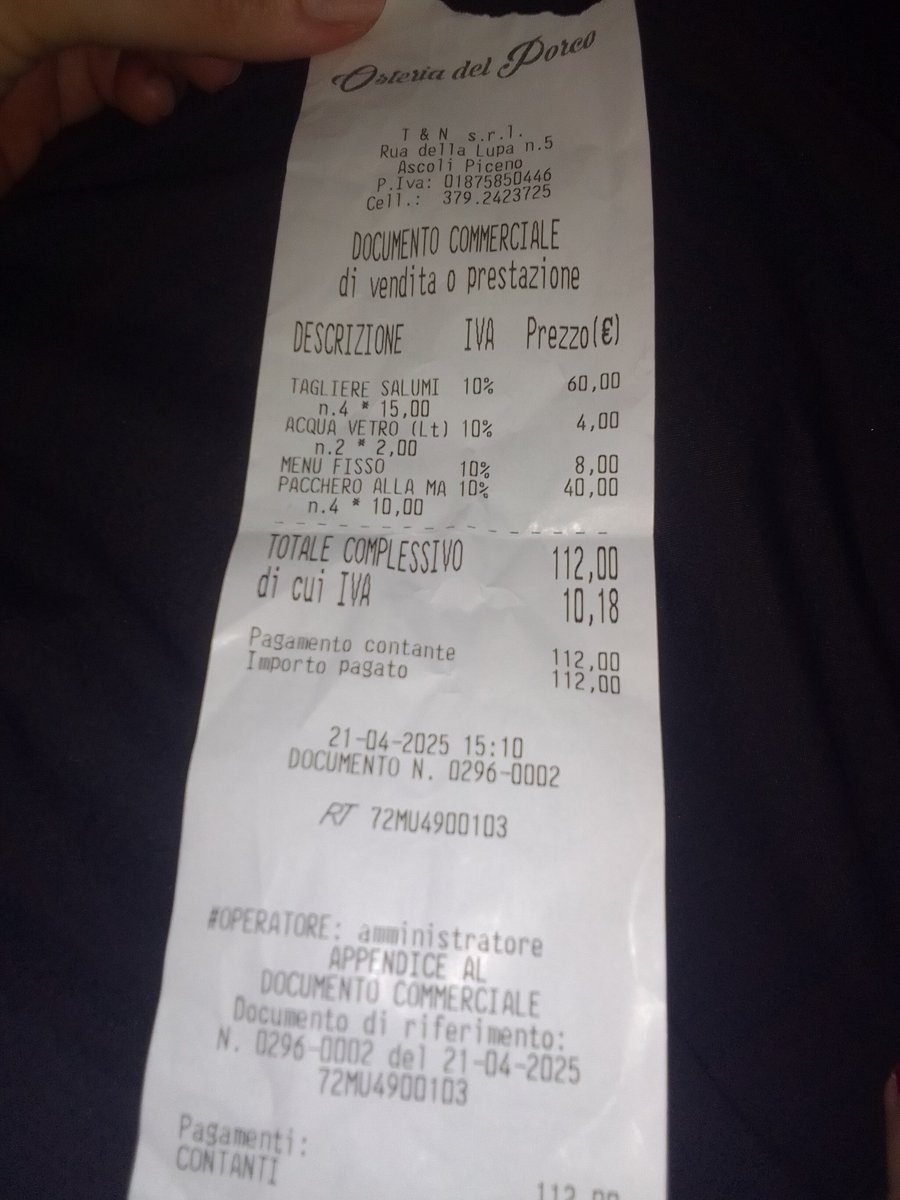 Osteria del Porco
T & N s.r.l.
Rua della Lupa n.5
Ascoli Piceno
P.Iva: 01875850446
Cell.: 379.2423725
DOCUMENTO COMMERCIALE
di vendita o prestazione
DESCRIZIONE IVA Prezzo(€)
TAGLIERE SALUMI 10% 60,00
n.4 * 15,00
ACQUA VETRO (Lt) 10% 4,00
n.2 * 2,00
MENU FISSO 10% 8,00
PACCHERO ALLA MA 10% 40,00
n.4 * 10,00
TOTALE COMPLESSIVO 112,00
di cui IVA 10,18
Pagamento contante 112,00
Importo pagato 112,00
21-04-2025 15:10
DOCUMENTO N. 0296-0002
RT 72MU4900103
#OPERATORE: amministratore
APPENDICE AL
DOCUMENTO COMMERCIALE
Documento di riferimento:
N. 0296-0002 del 21-04-2025
72MU4900103
Pagamenti:
CONTANTI 112,00